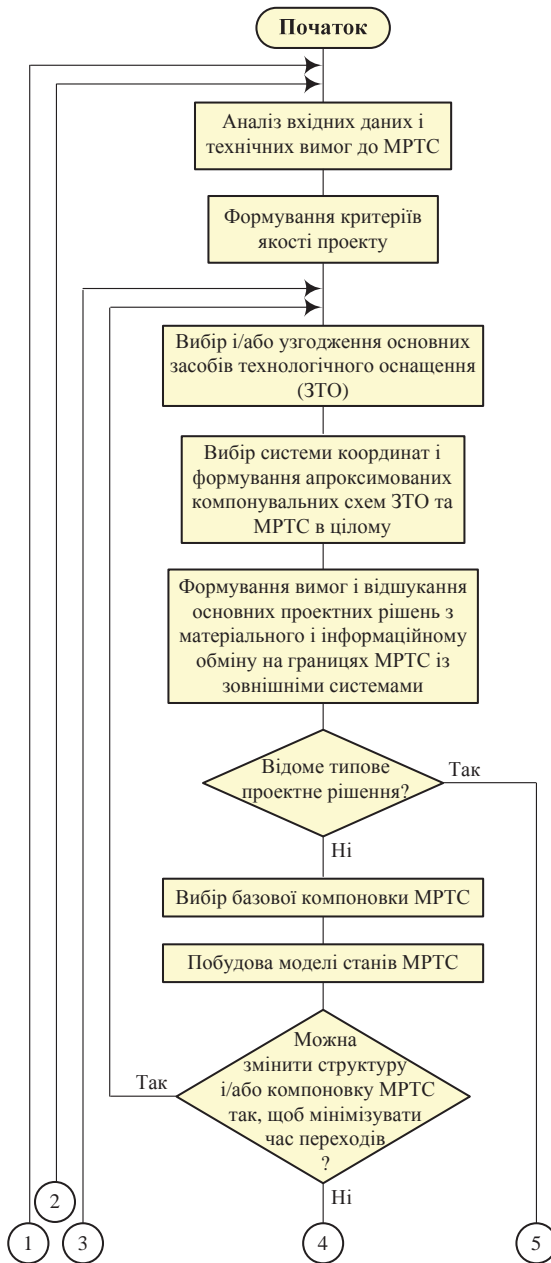 Початок
Аналіз вхідних даних і
технічних вимог до МРТС
Формування критеріїв
якості проекту
Вибір і/або узгодження основних
засобів технологічного оснащення
(ЗТО)
Вибір системи координат і
формування апроксимованих
компонувальних схем ЗТО та
МРТС в цілому
Формування вимог і відшукання
основних проектних рішень з
матеріального і інформаційному
обміну на границях МРТС із
зовнішніми системами
Відоме типове
проектне рішення?
Так
Ні
Вибір базової компоновки МРТС
Побудова моделі станів МРТС
Можна
змінити структуру
і/або компоновку МРТС
так, щоб мінімізувати
час переходів
?
Так
Ні
1
2
3
4
5